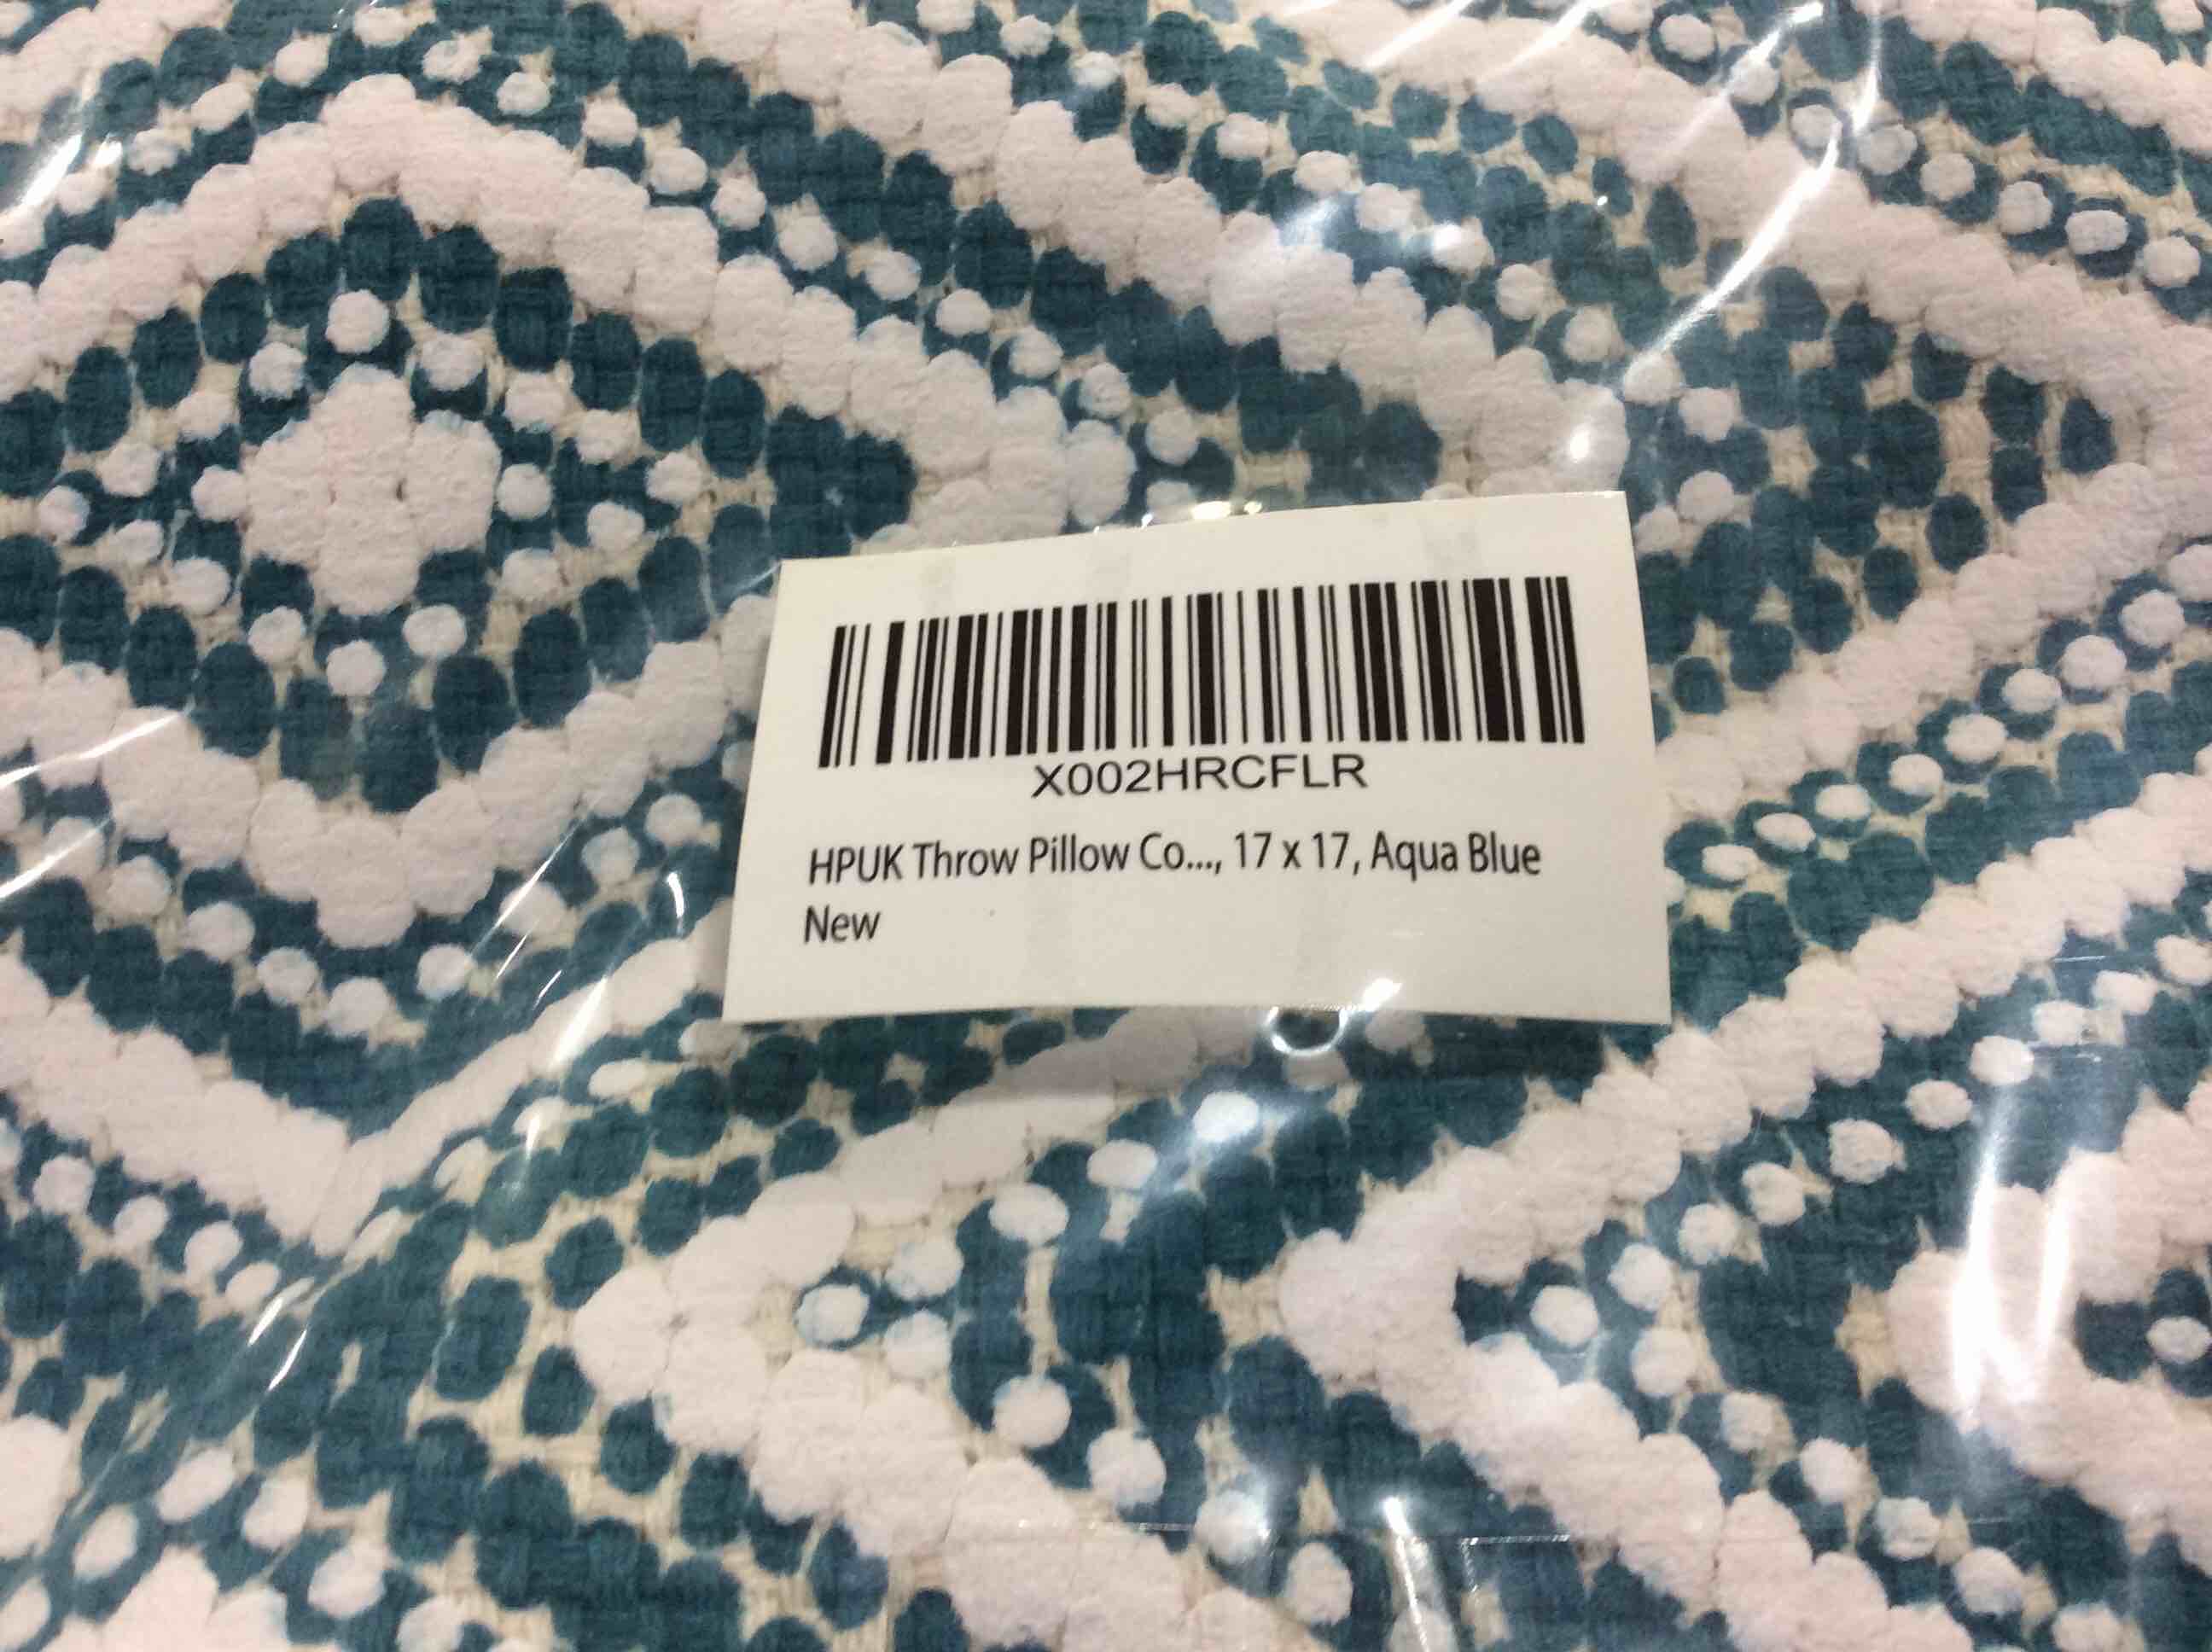 X002HRCFLR
HPUK Throw Pillow Co..., 17 x 17, Aqua Blue
New